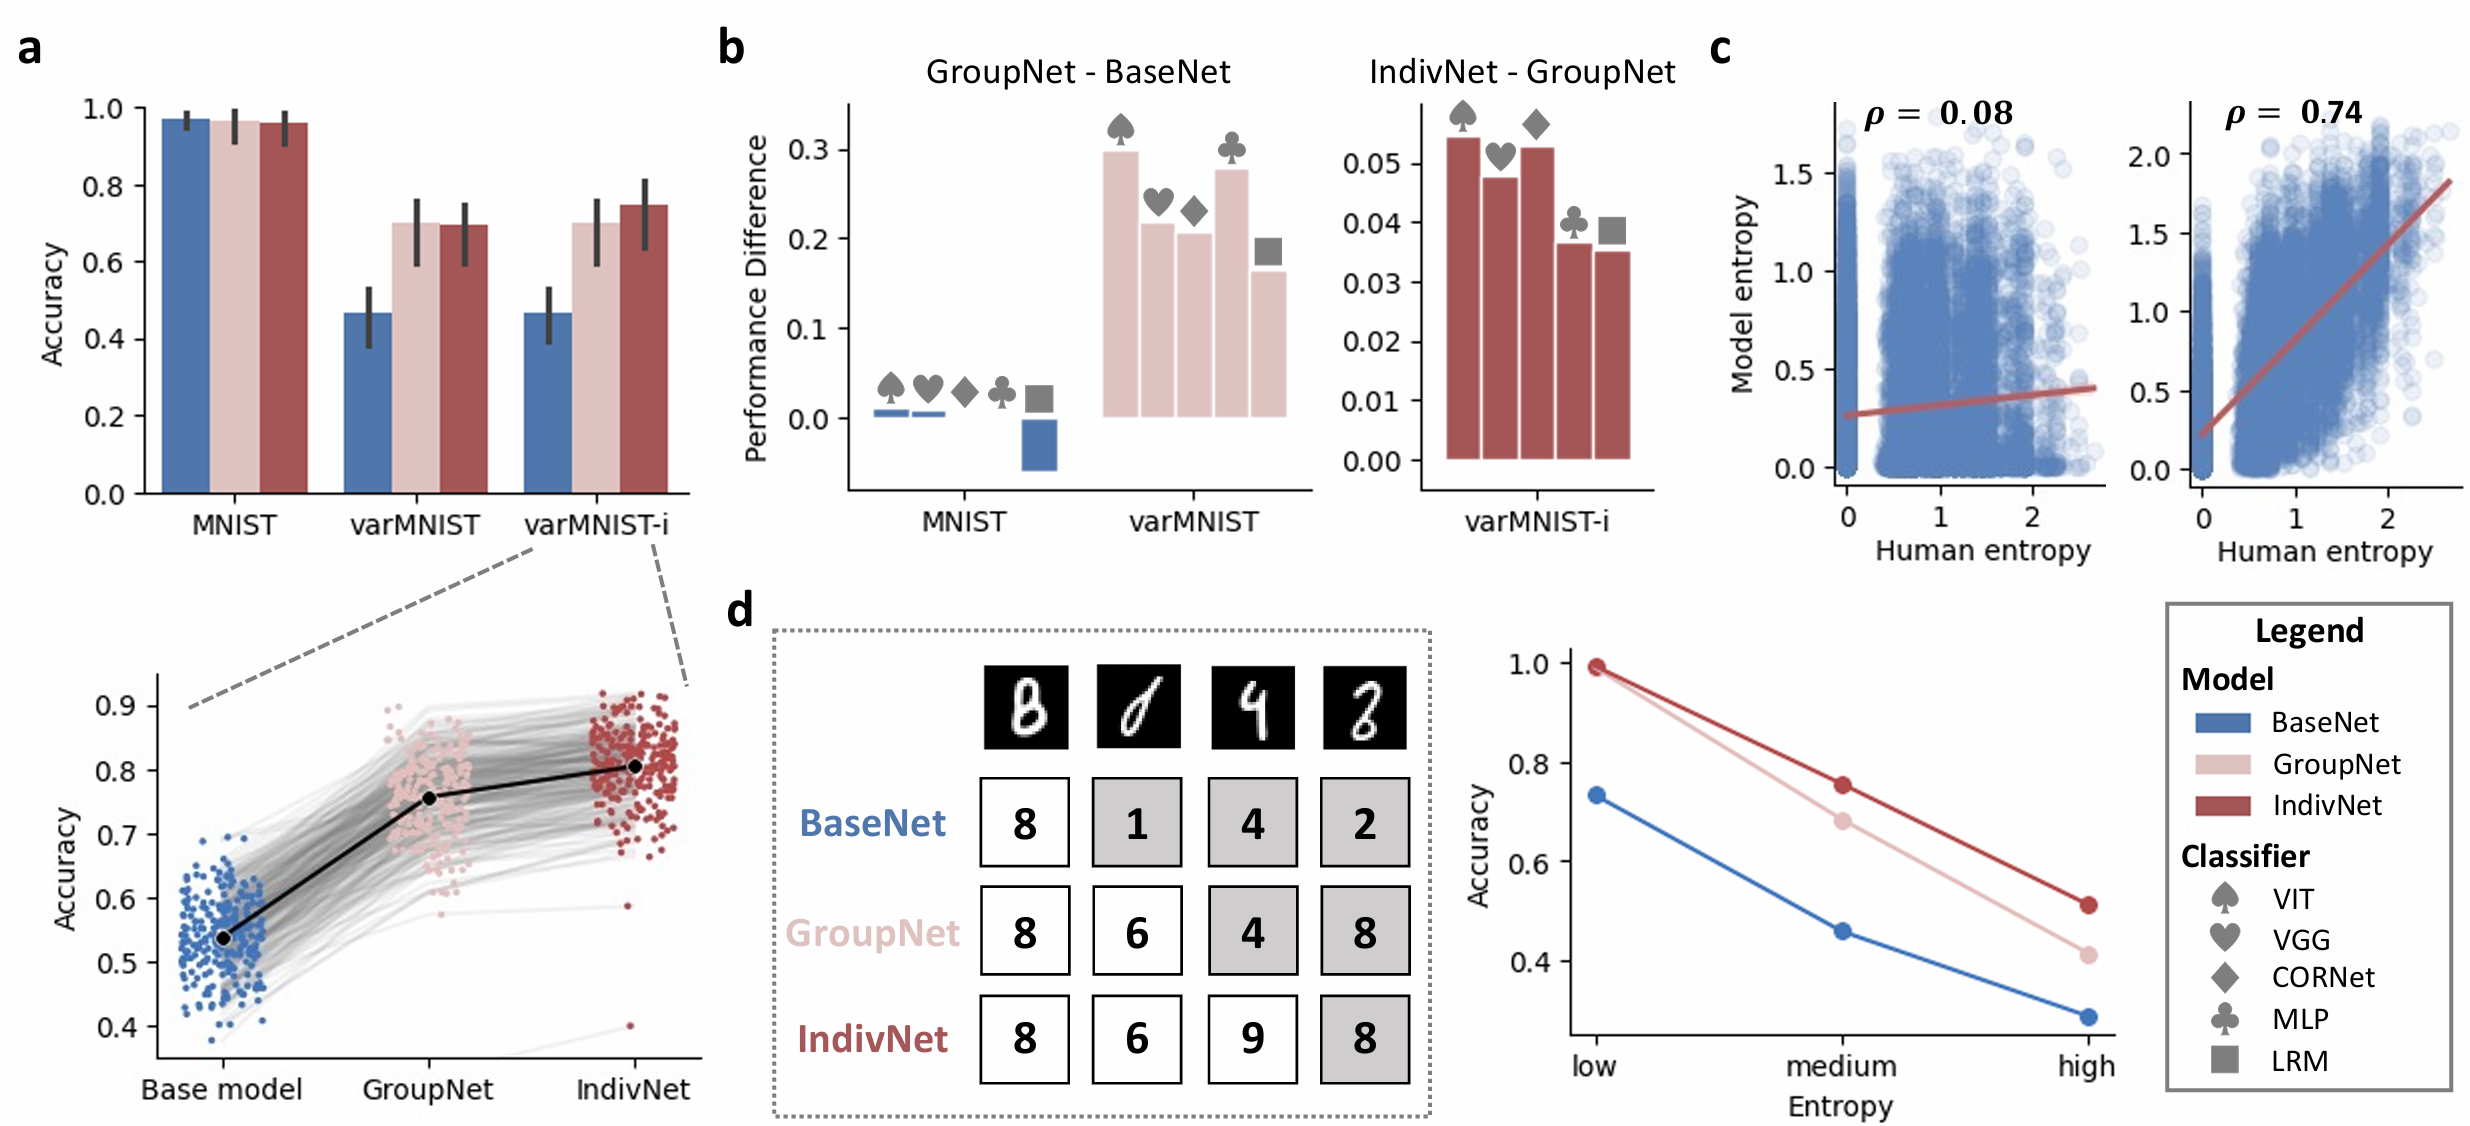 a
1.0
0.8
0.6
0.4
0.2
0.0
Accuracy
MNIST
varMNIST
varMNIST-i
0.9
0.8
0.7
0.6
0.5
0.4
Accuracy
Base model
GroupNet
IndivNet
b
GroupNet - BaseNet
0.3
0.2
0.1
0.0
Performance Difference
MNIST
varMNIST
IndivNet - GroupNet
0.05
0.04
0.03
0.02
0.01
0.00
varMNIST-i
c
ρ = 0.08
1.5
1.0
0.5
0.0
Model entropy
0 1 2
Human entropy
ρ = 0.74
2.0
1.5
1.0
0.5
0.0
0 1 2
Human entropy
d
BaseNet 8 1 4 2
GroupNet 8 6 4 8
IndivNet 8 6 9 8
1.0
0.8
0.6
0.4
Accuracy
low
medium
high
Entropy
Legend
Model
BaseNet
GroupNet
IndivNet
Classifier
VIT
VGG
CORNet
MLP
LRM